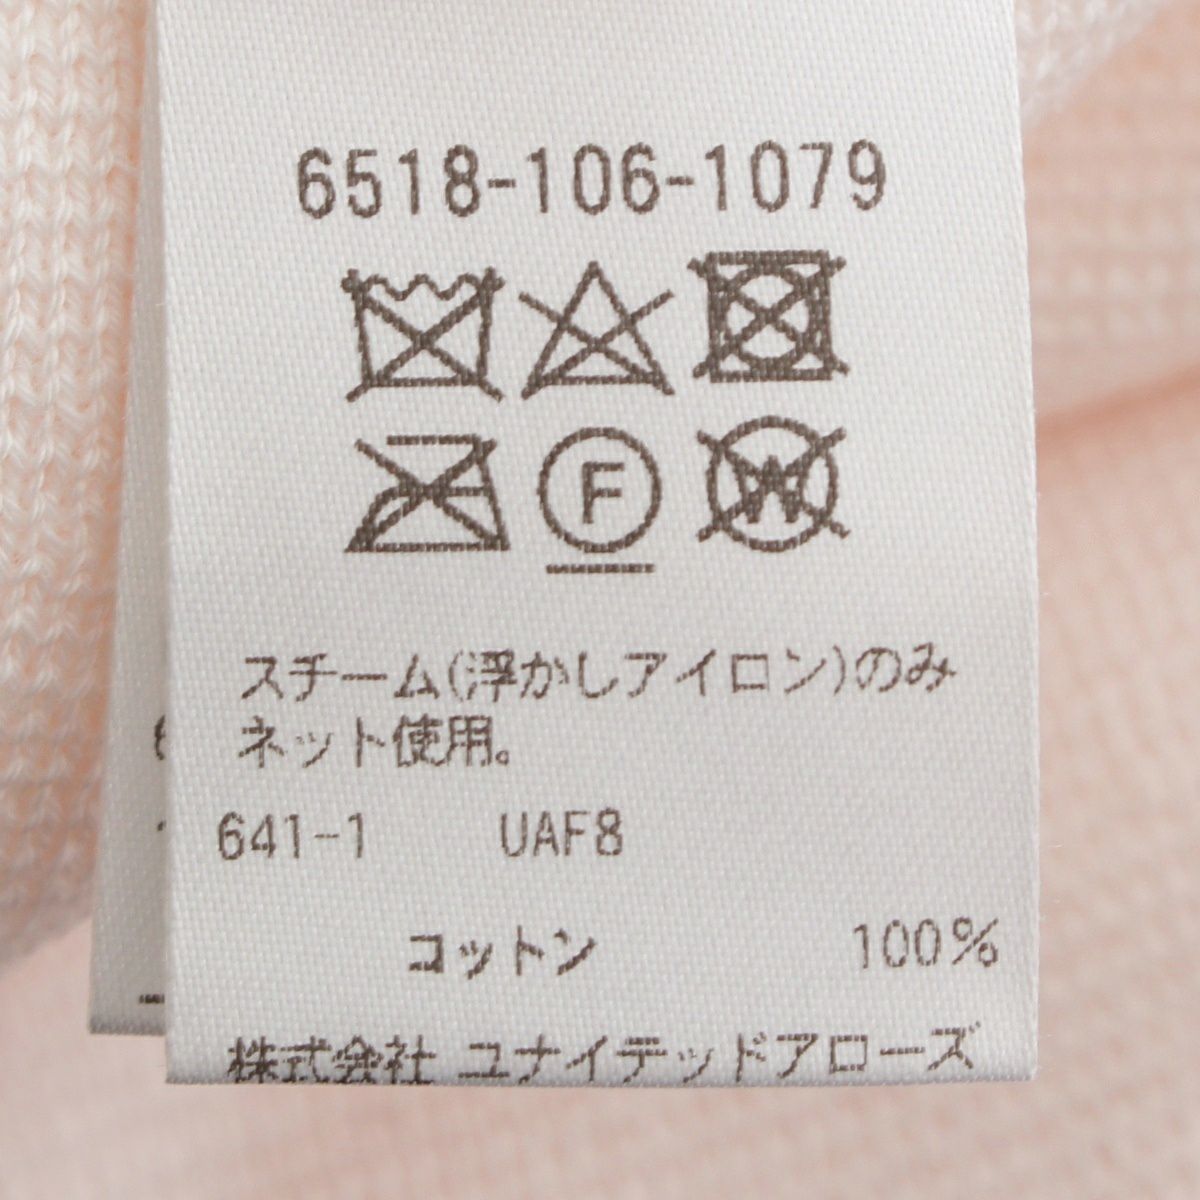 6518-106-1079
F
W
スチーム(浮かしアイロン)のみ
ネット使用。
641-1 UAF8
コットン 100%
株式会社 ユナイテッドアローズ